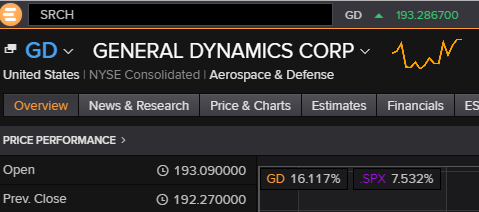 SRCH GD 193.286700
GD GENERAL DYNAMICS CORP
United States | NYSE Consolidated | Aerospace & Defense
Overview News & Research Price & Charts Estimates Financials ES
PRICE PERFORMANCE
Open 193.090000
GD 16.117% .SPX 7.532%
Prev. Close 192.270000